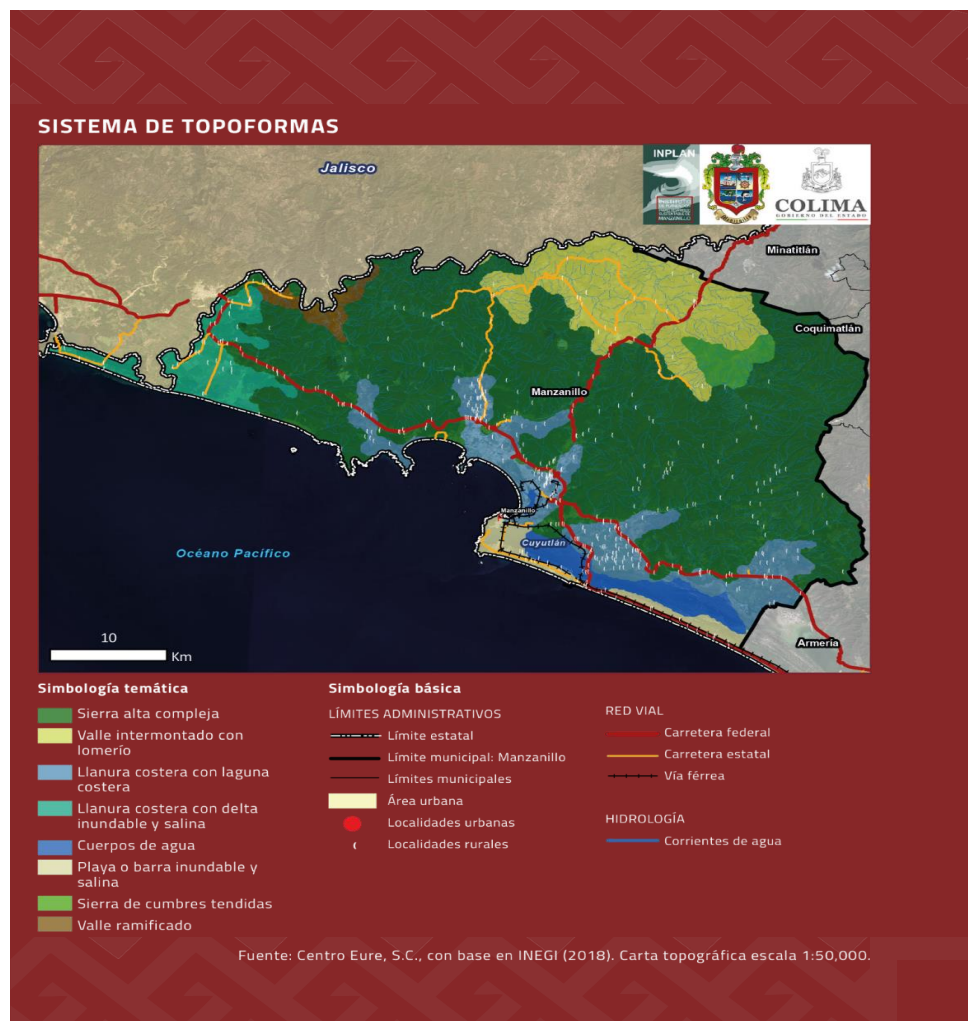 SISTEMA DE TOPOFORMAS
Jalisco
INPLAN
COLIMA
GOBIERNO DEL ESTADO
Minatitlán
Coquimatlán
Manzanillo
Manzanillo
Cuyutlán
Océano Pacífico
Armería
10
Km
Simbología temática
Sierra alta compleja
Valle intermontado con
lomerío
Llanura costera con laguna
costera
Llanura costera con delta
inundable y salina
Cuerpos de agua
Playa o barra inundable y
salina
Sierra de cumbres tendidas
Valle ramificado
Simbología básica
LÍMITES ADMINISTRATIVOS
Límite estatal
Límite municipal: Manzanillo
Límites municipales
Área urbana
Localidades urbanas
Localidades rurales
RED VIAL
Carretera federal
Carretera estatal
Vía férrea
HIDROLOGÍA
Corrientes de agua
Fuente: Centro Eure, S.C., con base en INEGI (2018). Carta topográfica escala 1:50,000.